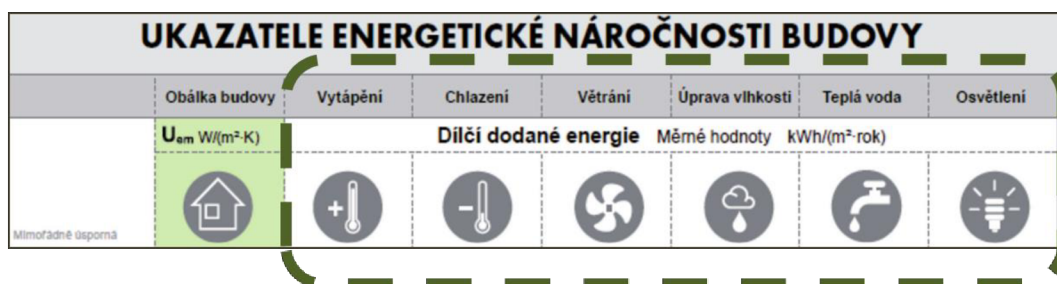 UKAZATELE ENERGETICKÉ NÁROČNOSTI BUDOVY
Obálka budovy Vytápění Chlazení Větrání Úprava vlhkosti Teplá voda Osvětlení
Uem W/(m²·K) Dílčí dodané energie Měrné hodnoty kWh/(m²·rok)
Mimořádně úsporná